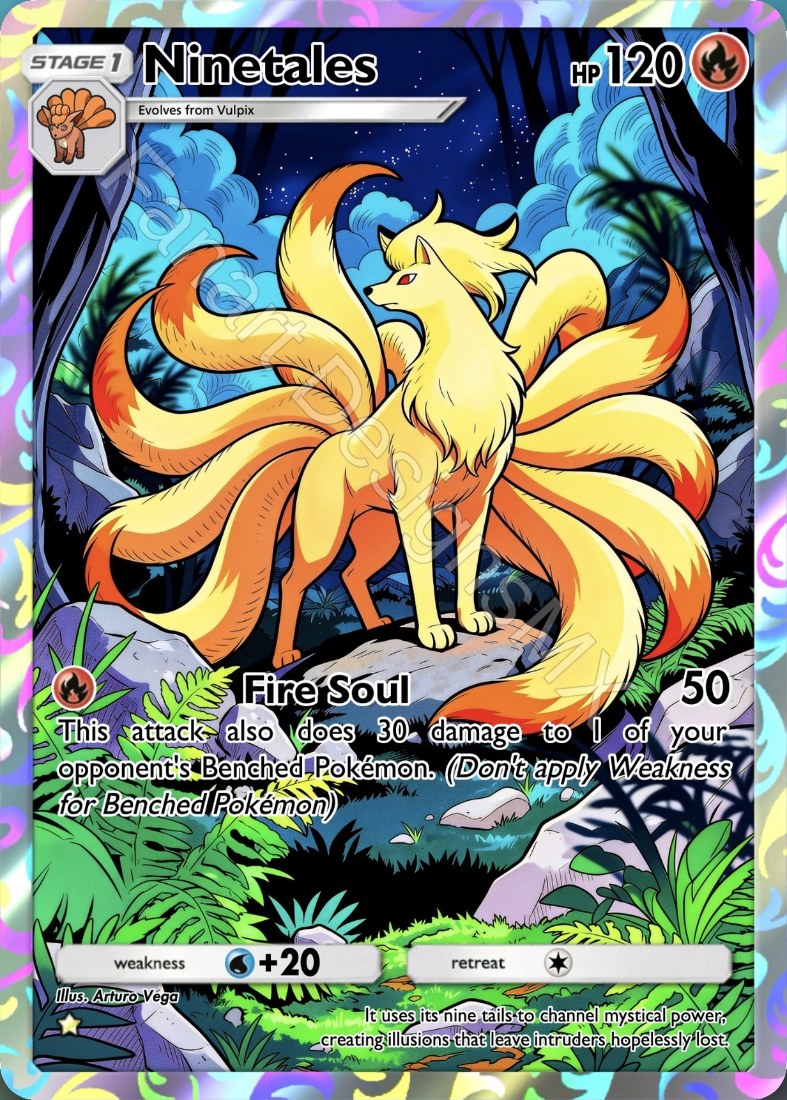 STAGE 1 Ninetales HP 120
Evolves from Vulpix
Fanart DesignsMX
Fire Soul 50
This attack also does 30 damage to 1 of your
opponent's Benched Pokémon. (Don't apply Weakness
for Benched Pokémon)
weakness +20 retreat
Illus. Arturo Vega
It uses its nine tails to channel mystical power,
creating illusions that leave intruders hopelessly lost.